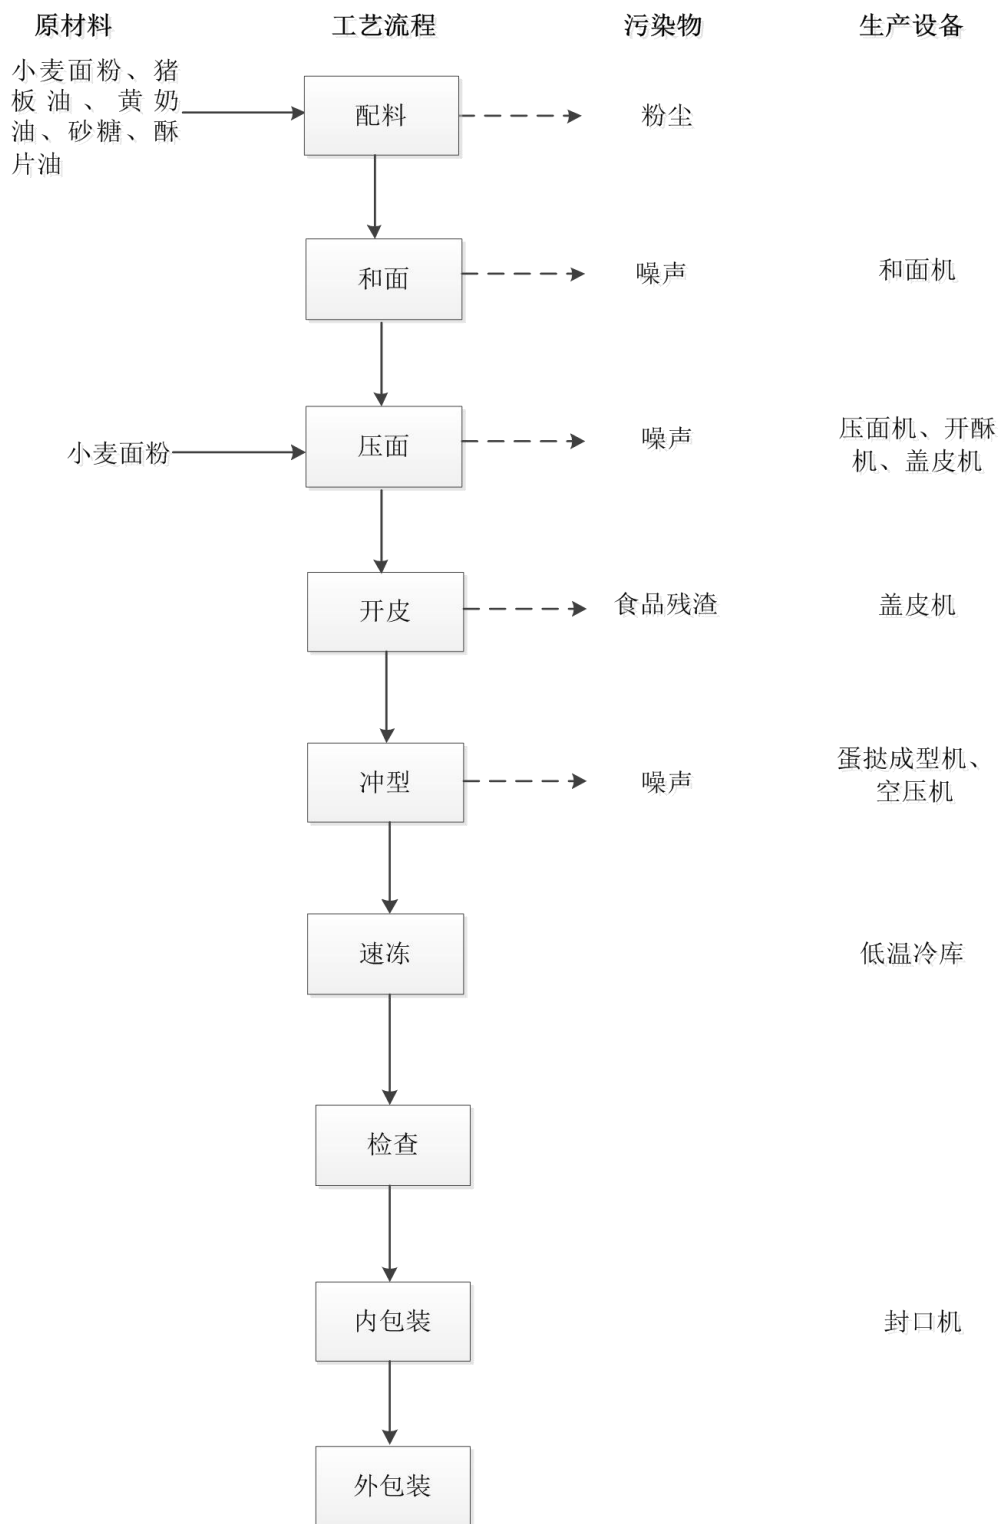 原材料 工艺流程 污染物 生产设备
小麦面粉、猪
板油、黄奶
油、砂糖、酥
片油
配料
粉尘
和面
噪声
和面机
小麦面粉
压面
噪声
压面机、开酥
机、盖皮机
开皮
食品残渣
盖皮机
冲型
噪声
蛋挞成型机、
空压机
速冻
低温冷库
检查
内包装
封口机
外包装